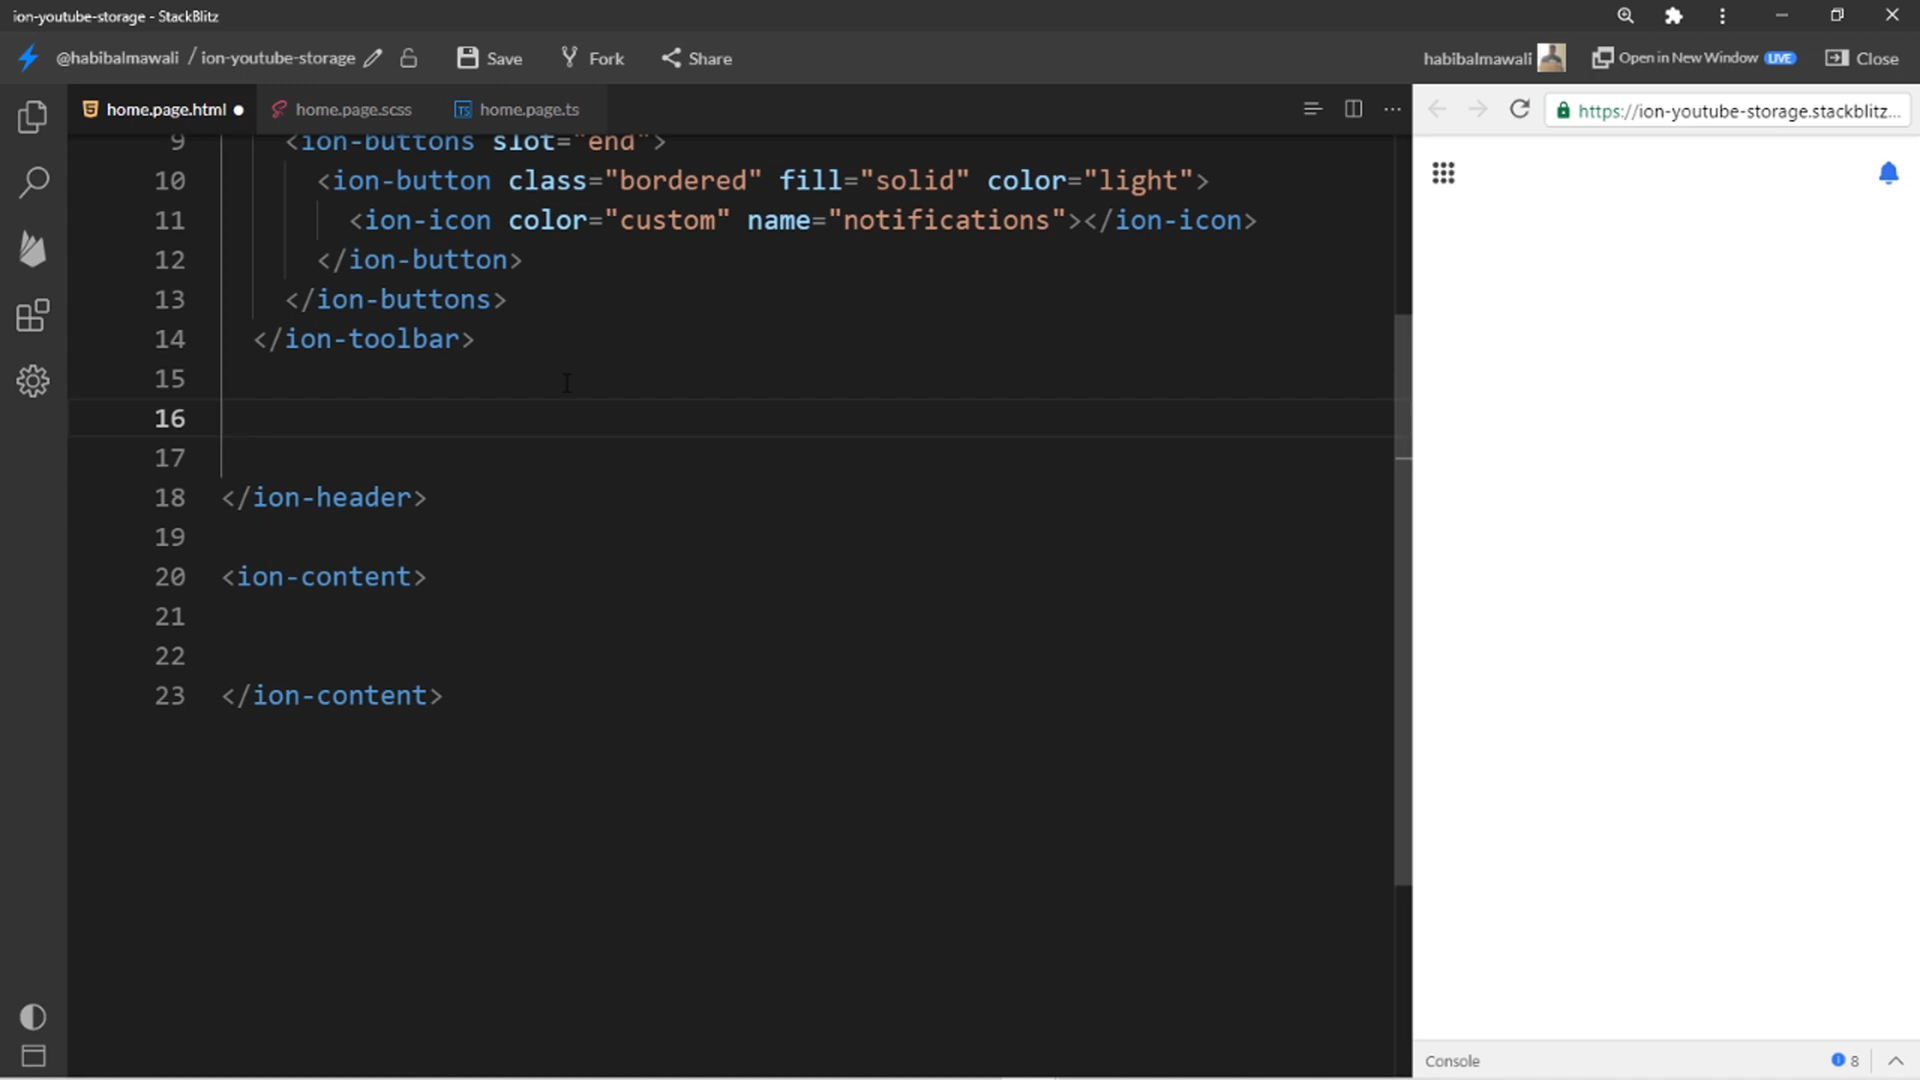 ion-youtube-storage - StackBlitz
@habibalmawali / ion-youtube-storage Save Fork Share habibalmawali Open in New Window LIVE Close
home.page.html home.page.scss home.page.ts https://ion-youtube-storage.stackblitz...
9 <ion-buttons slot="end">
10 <ion-button class="bordered" fill="solid" color="light">
11 <ion-icon color="custom" name="notifications"></ion-icon>
12 </ion-button>
13 </ion-buttons>
14 </ion-toolbar>
15
16
17
18 </ion-header>
19
20 <ion-content>
21
22
23 </ion-content>
Console 8